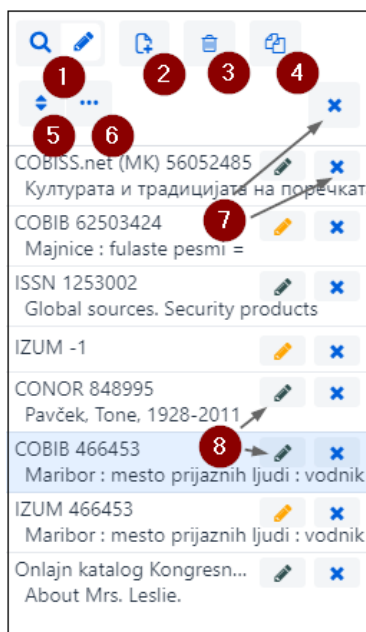 1
2
3
4
5
6
COBISS.net (MK) 56052485
Културата и традицијата на поречкат
7
COBIB 62503424
Majnice : fulaste pesmi =
ISSN 1253002
Global sources. Security products
IZUM -1
CONOR 848995
Pavček, Tone, 1928-2011
8
COBIB 466453
Maribor : mesto prijaznih ljudi : vodnik
IZUM 466453
Maribor : mesto prijaznih ljudi : vodnik
Onlajn katalog Kongresn...
About Mrs. Leslie.